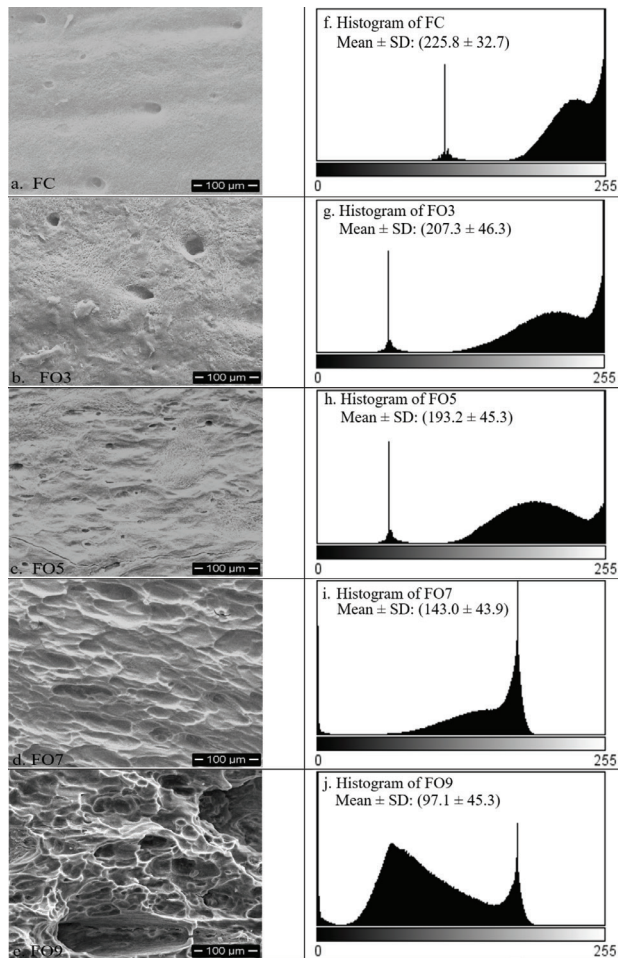 a. FC
100 µm
f. Histogram of FC
Mean ± SD: (225.8 ± 32.7)
0 255
b. FO3
100 µm
g. Histogram of FO3
Mean ± SD: (207.3 ± 46.3)
0 255
c. FO5
100 µm
h. Histogram of FO5
Mean ± SD: (193.2 ± 45.3)
0 255
d. FO7
100 µm
i. Histogram of FO7
Mean ± SD: (143.0 ± 43.9)
0 255
e. FO9
100 µm
j. Histogram of FO9
Mean ± SD: (97.1 ± 45.3)
0 255